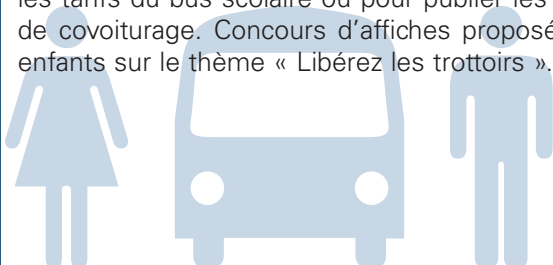 les tarifs du bus scolaire ou pour publier les
de covoiturage. Concours d’affiches proposé
enfants sur le thème « Libérez les trottoirs ».